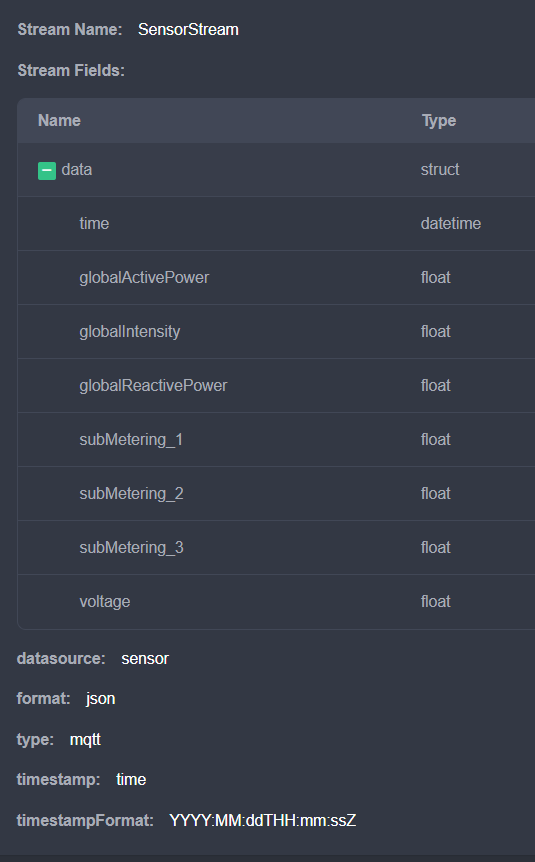 Stream Name: SensorStream
Stream Fields:
Name Type
data struct
time datetime
globalActivePower float
globalIntensity float
globalReactivePower float
subMetering_1 float
subMetering_2 float
subMetering_3 float
voltage float
datasource: sensor
format: json
type: mqtt
timestamp: time
timestampFormat: YYYY:MM:ddTHH:mm:ssZ